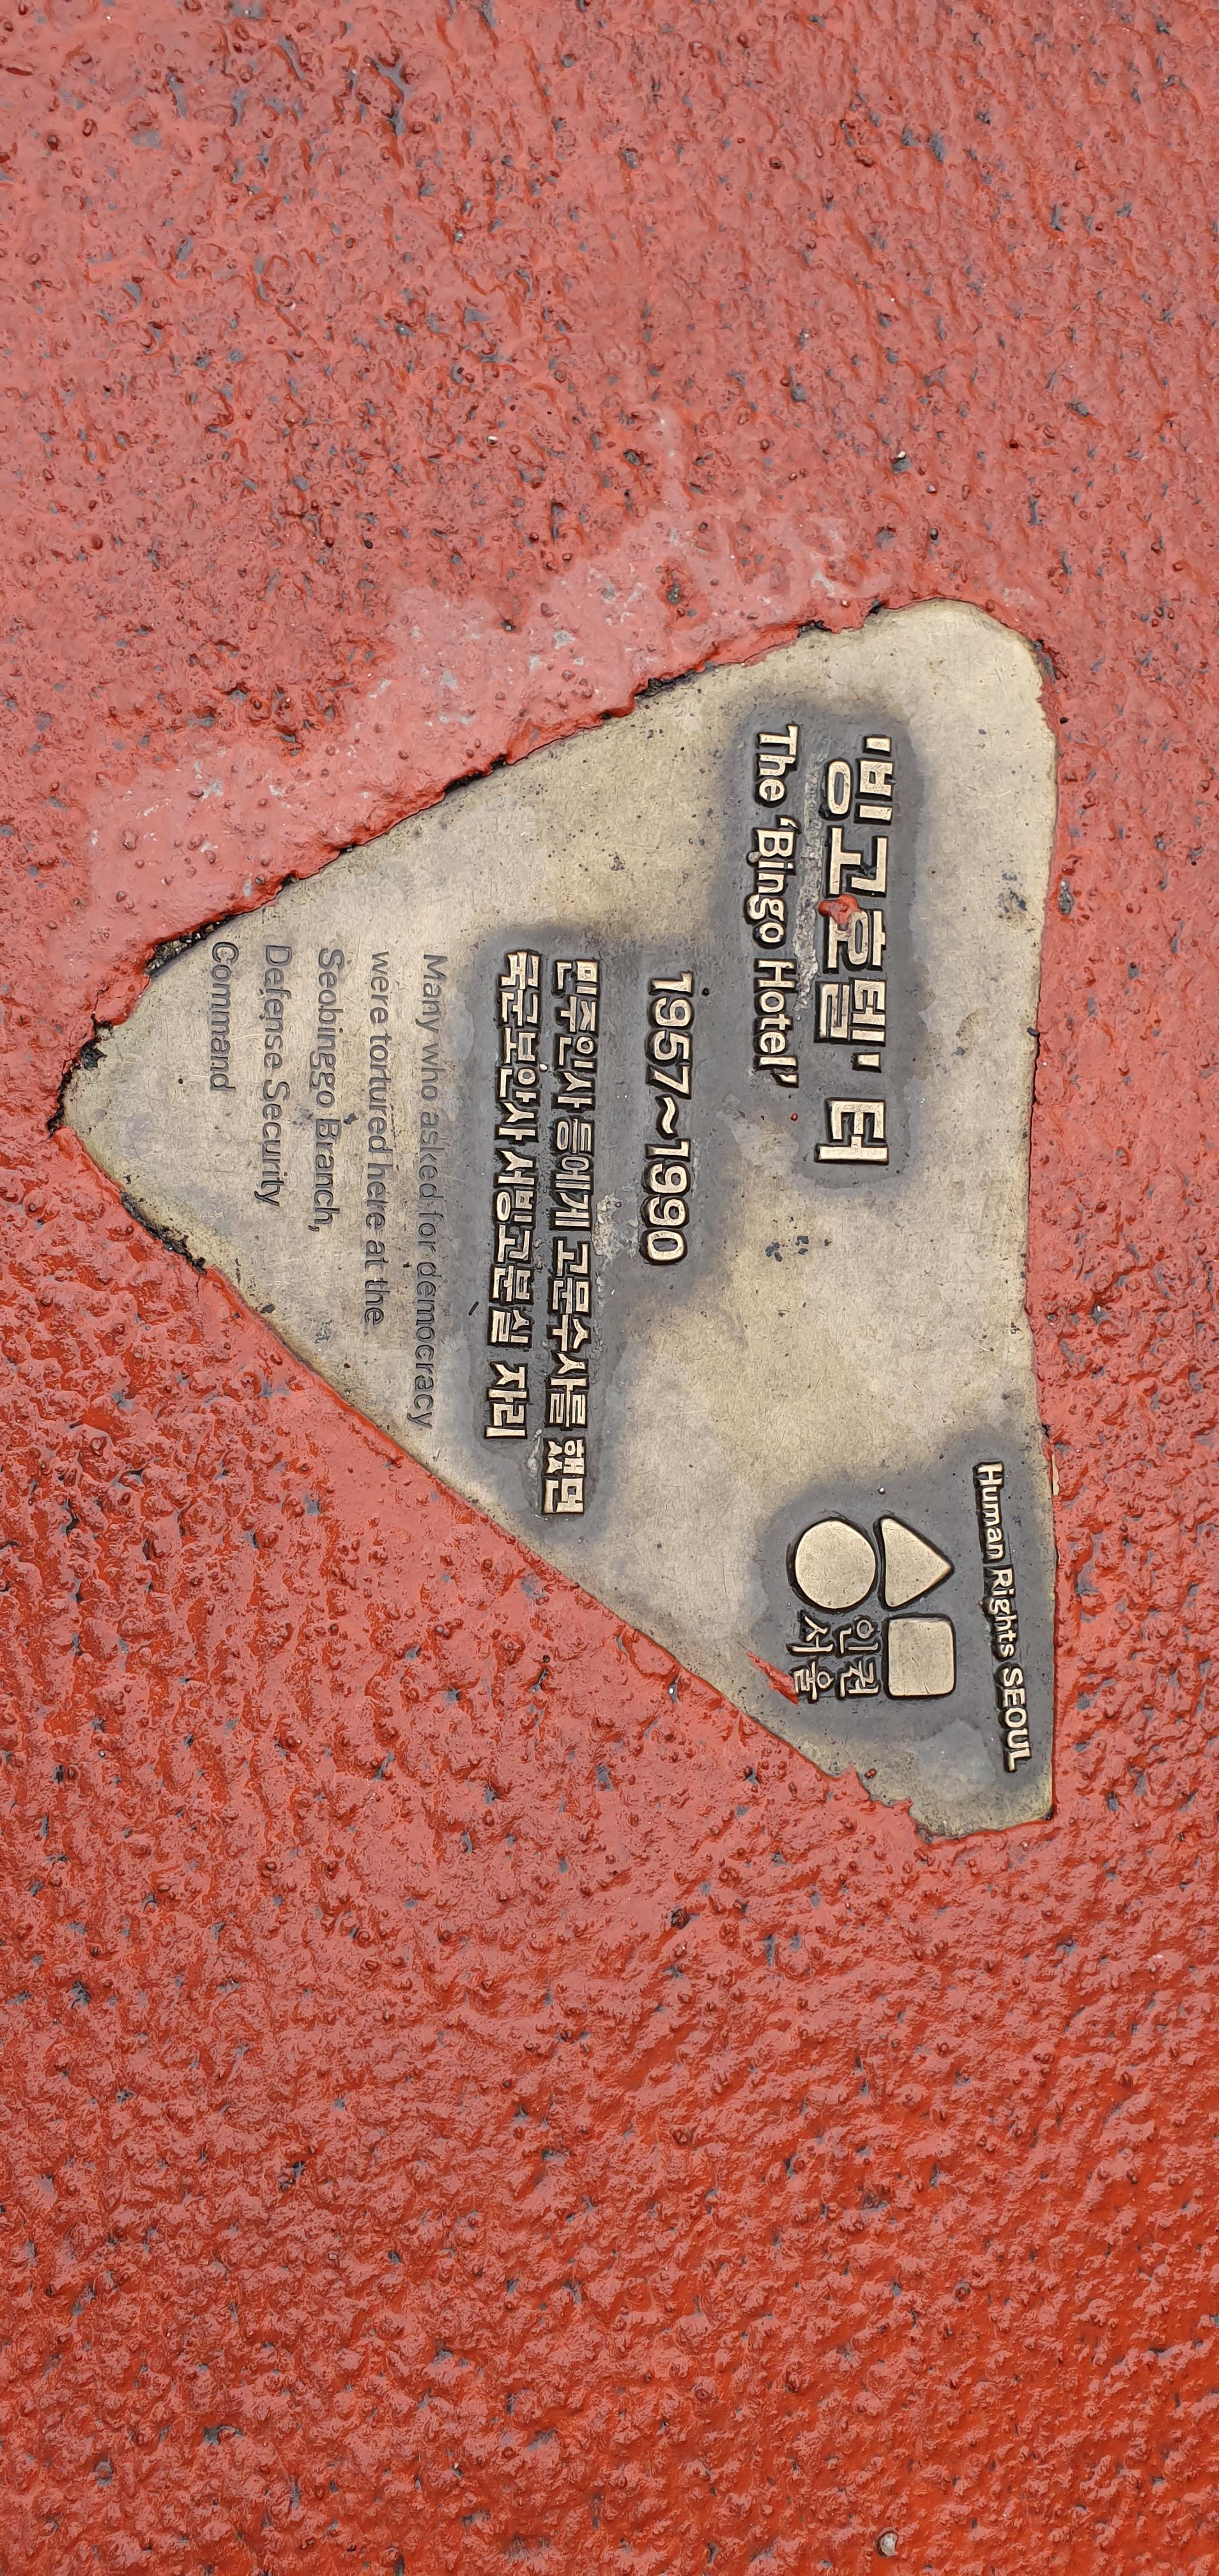 Human Rights SEOUL
인권
서울
'빙고호텔' 터
The 'Bingo Hotel'
1957~1990
민주인사 등에게 고문수사를 했던
국군보안사 서빙고분실 자리
Many who asked for democracy
were tortured here at the
Seobinggo Branch,
Defense Security
Command